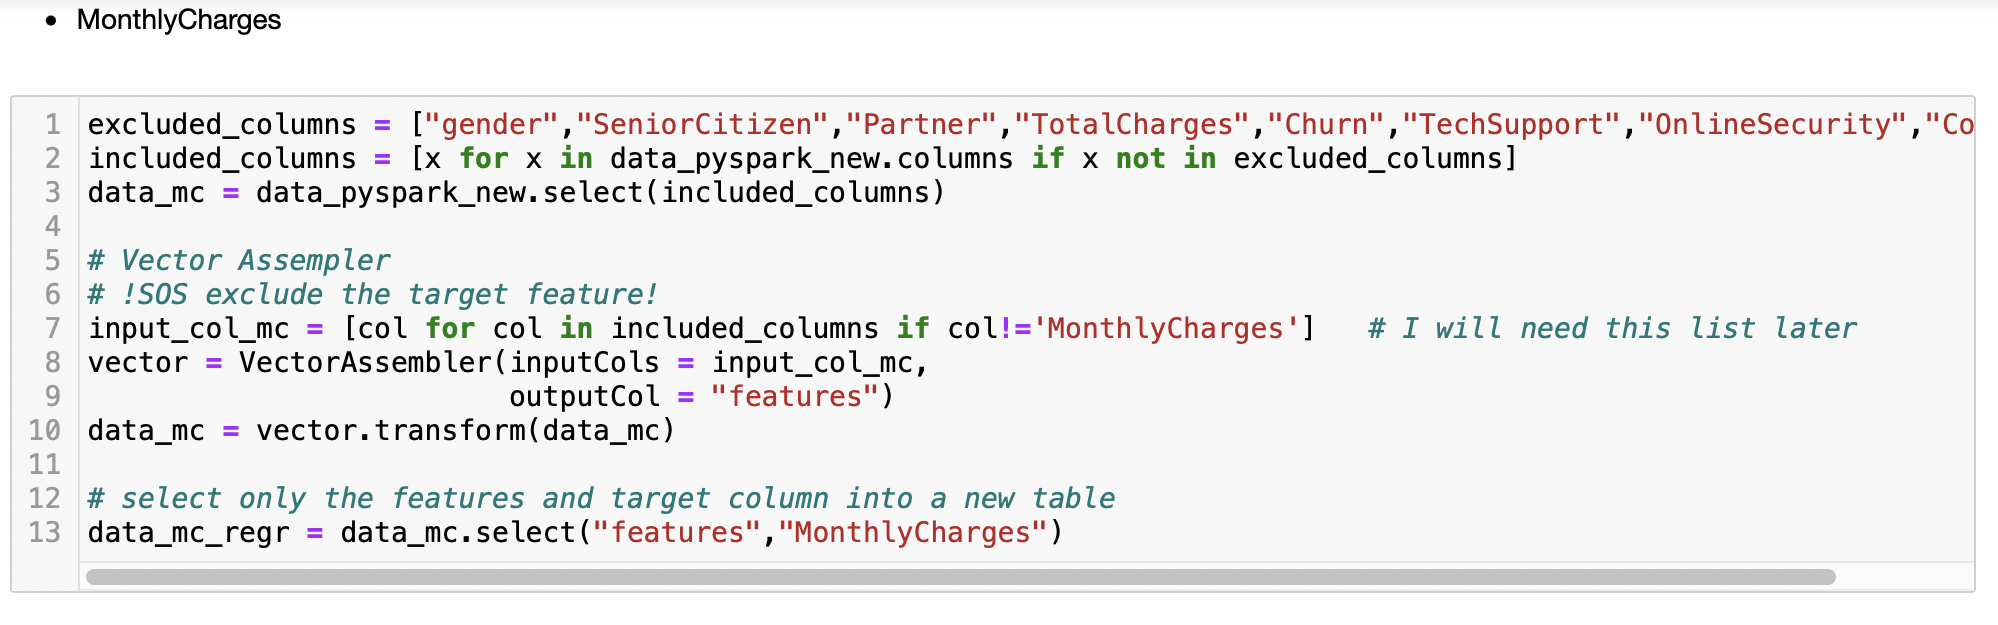 • MonthlyCharges
1 excluded_columns = ["gender","SeniorCitizen","Partner","TotalCharges","Churn","TechSupport","OnlineSecurity","Co
2 included_columns = [x for x in data_pyspark_new.columns if x not in excluded_columns]
3 data_mc = data_pyspark_new.select(included_columns)
4
5 # Vector Assempler
6 # !SOS exclude the target feature!
7 input_col_mc = [col for col in included_columns if col!='MonthlyCharges']   # I will need this list later
8 vector = VectorAssembler(inputCols = input_col_mc,
9                          outputCol = "features")
10 data_mc = vector.transform(data_mc)
11
12 # select only the features and target column into a new table
13 data_mc_regr = data_mc.select("features","MonthlyCharges")